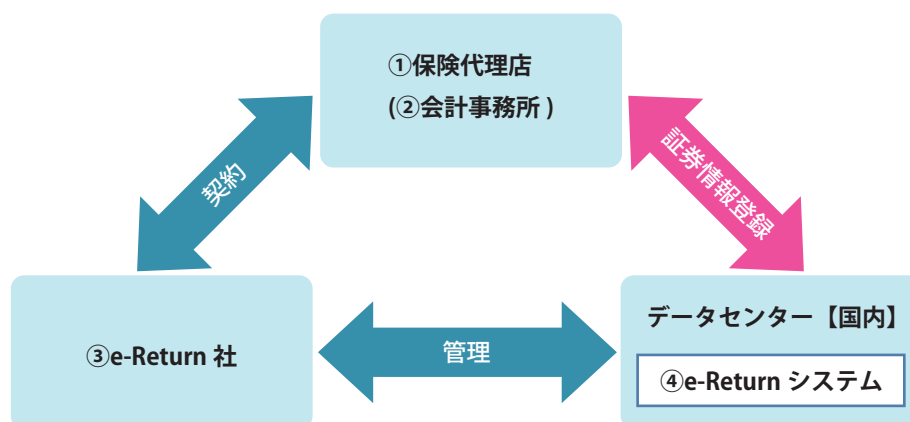 ①保険代理店
(②会計事務所 )
契約
証券情報登録
③e-Return 社
管理
データセンター【国内】
④e-Return システム